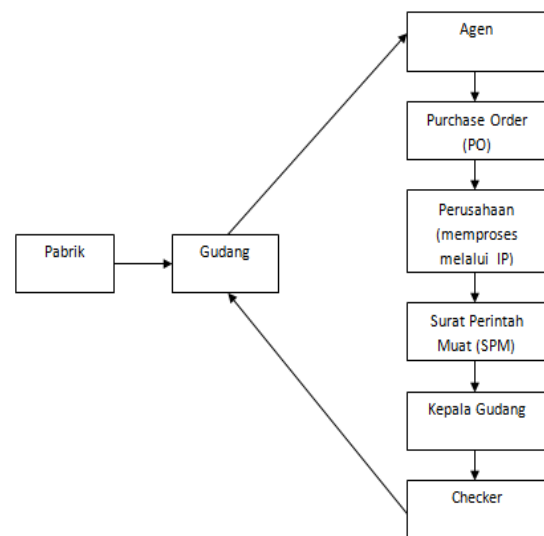 Agen
Purchase Order
(PO)
Perusahaan
(memproses
melalui IP)
Pabrik
Gudang
Surat Perintah
Muat (SPM)
Kepala Gudang
Checker